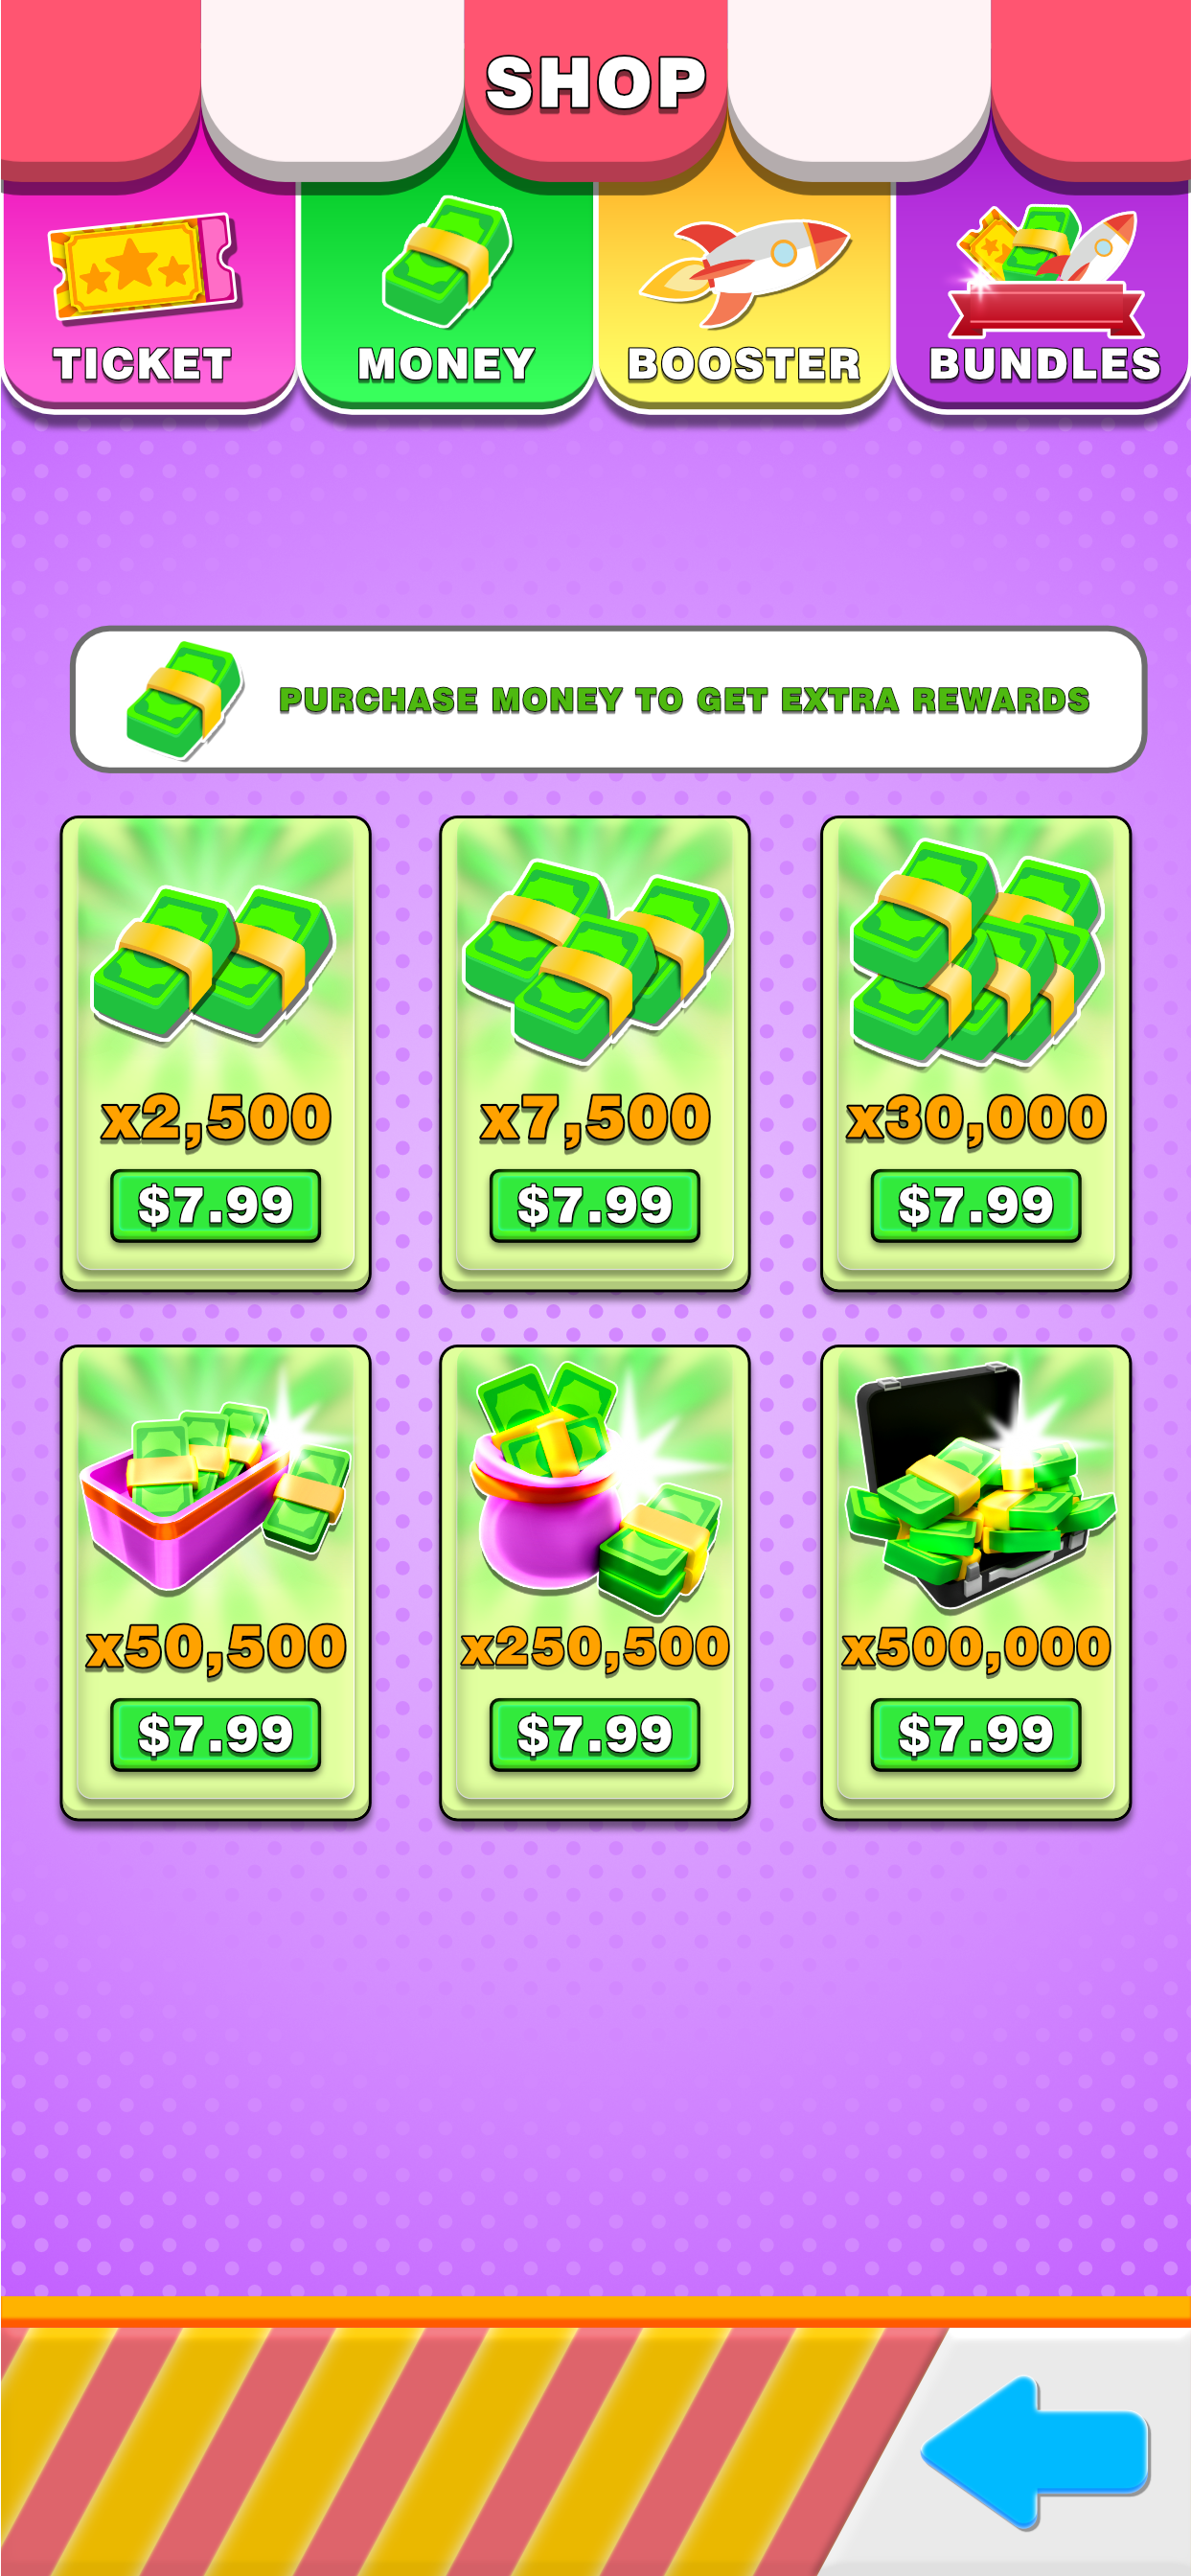 SHOP
TICKET
MONEY
BOOSTER
BUNDLES
PURCHASE MONEY TO GET EXTRA REWARDS
x2,500
$7.99
x7,500
$7.99
x30,000
$7.99
x50,500
$7.99
x250,500
$7.99
x500,000
$7.99